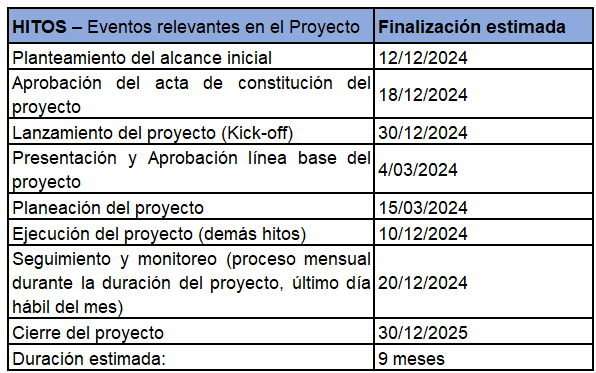 HITOS – Eventos relevantes en el Proyecto Finalización estimada
Planteamiento del alcance inicial 12/12/2024
Aprobación del acta de constitución del
proyecto 18/12/2024
Lanzamiento del proyecto (Kick-off) 30/12/2024
Presentación y Aprobación línea base del
proyecto 4/03/2024
Planeación del proyecto 15/03/2024
Ejecución del proyecto (demás hitos) 10/12/2024
Seguimiento y monitoreo (proceso mensual
durante la duración del proyecto, último día
hábil del mes) 20/12/2024
Cierre del proyecto 30/12/2025
Duración estimada: 9 meses